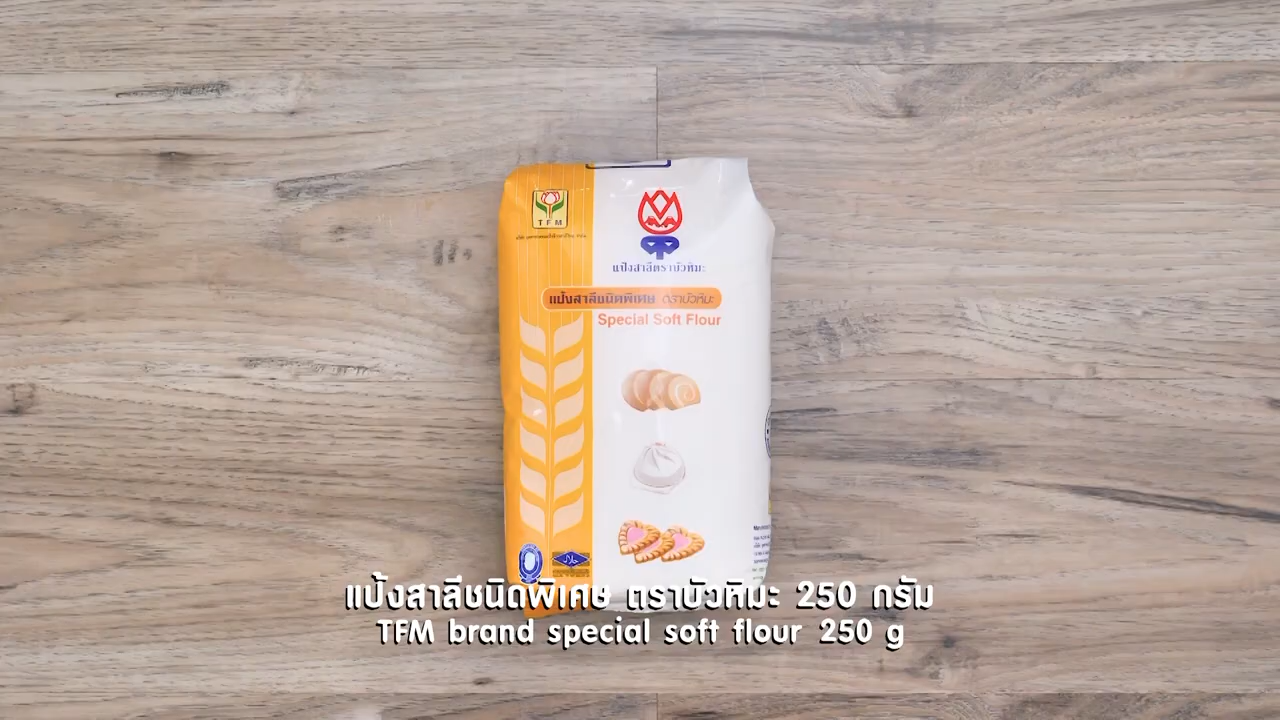 TFM
แป้งสาลีตราบัวหิมะ
แป้งสาลีชนิดพิเศษ ตราบัวหิมะ
Special Soft Flour
แป้งสาลีชนิดพิเศษ ตราบัวหิมะ 250 กรัม
TFM brand special soft flour 250 g